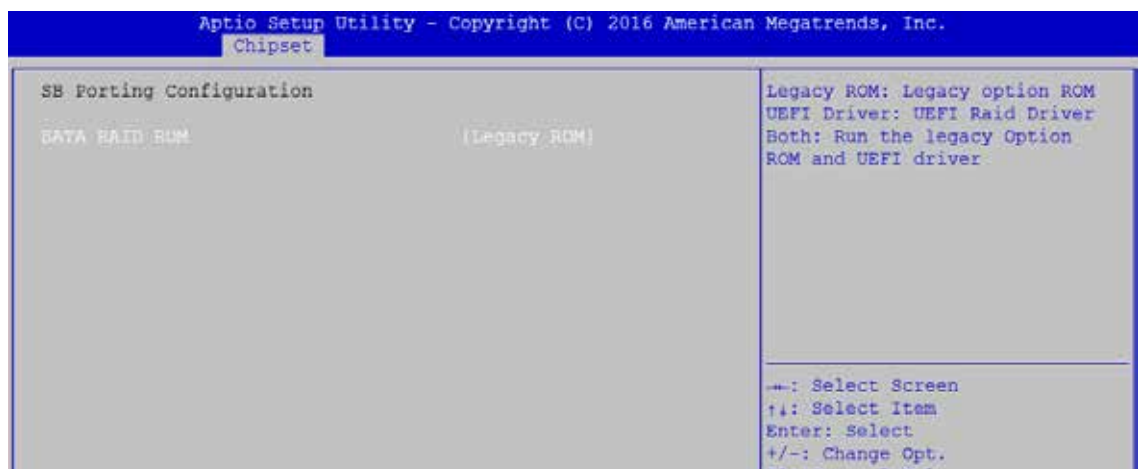 Aptio Setup Utility - Copyright (C) 2016 American Megatrends, Inc.
Chipset
SB Porting Configuration
SATA RAID ROM [Legacy ROM]
Legacy ROM: Legacy option ROM
UEFI Driver: UEFI Raid Driver
Both: Run the legacy Option
ROM and UEFI driver
→←: Select Screen
↑↓: Select Item
Enter: Select
+/-: Change Opt.